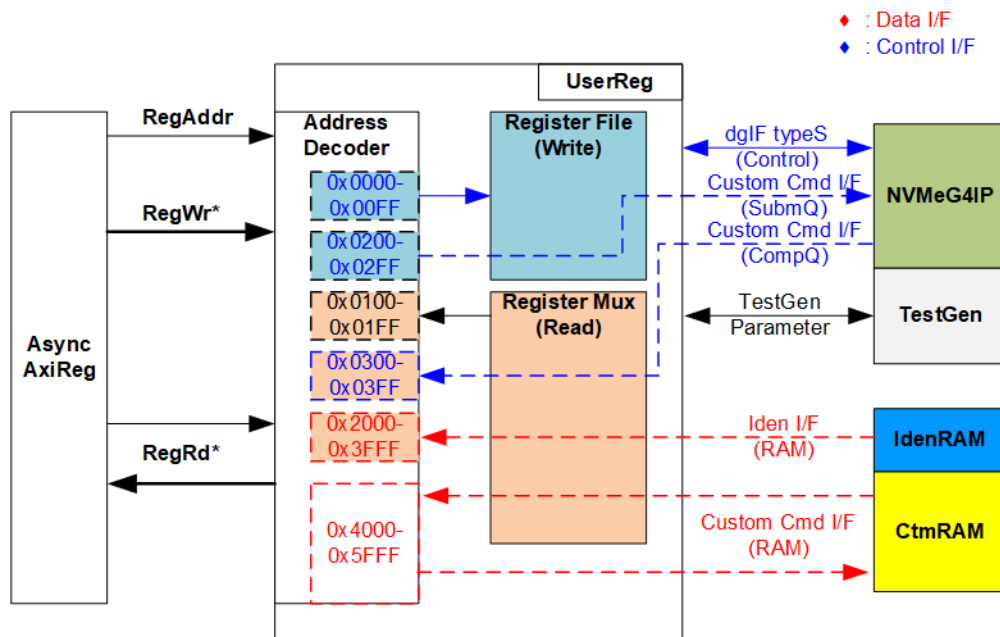 ♦ : Data I/F
♦ : Control I/F
UserReg
RegAddr
Address
Decoder
Register File
(Write)
dgIF typeS
(Control)
0x0000-
0x00FF
Custom Cmd I/F
(SubmQ)
NVMeG4IP
RegWr*
0x0200-
0x02FF
Custom Cmd I/F
(CompQ)
0x0100-
0x01FF
Register Mux
(Read)
TestGen
Parameter
TestGen
Async
AxiReg
0x0300-
0x03FF
0x2000-
0x3FFF
Iden I/F
(RAM)
IdenRAM
RegRd*
0x4000-
0x5FFF
Custom Cmd I/F
(RAM)
CtmRAM